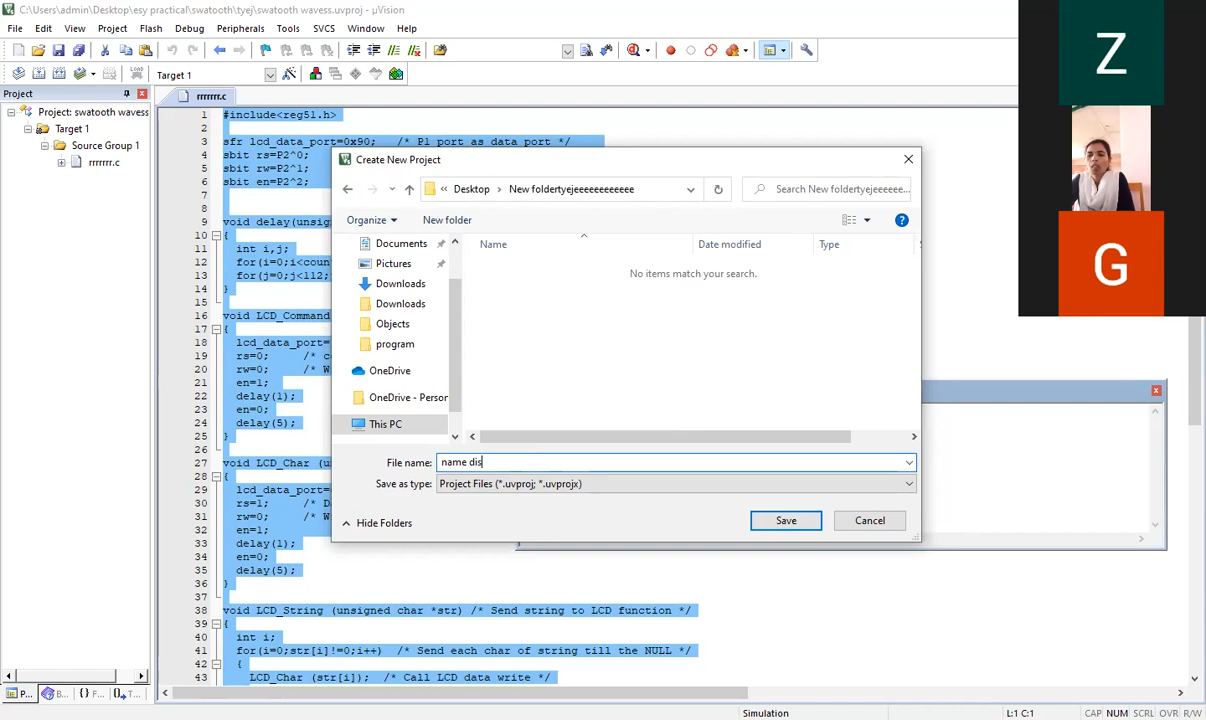 C:\Users\admin\Desktop\esy practical\swatooth\tyej\swatooth wavess.uvproj - µVision
File Edit View Project Flash Debug Peripherals Tools SVCS Window Help
Target 1
Project
rrrrrrr.c
Project: swatooth wavess
Target 1
Source Group 1
rrrrrrr.c
1 #include<reg51.h>
2
3 sfr lcd_data_port=0x90; /* P1 port as data port */
4 sbit rs=P2^0;
5 sbit rw=P2^1;
6 sbit en=P2^2;
7
8
9 void delay(unsig
10 {
11 int i,j;
12 for(i=0;i<coun
13 for(j=0;j<112;
14 }
15
16 void LCD_Command
17 {
18 lcd_data_port=
19 rs=0; /* c
20 rw=0; /* W
21 en=1;
22 delay(1);
23 en=0;
24 delay(5);
25 }
26
27 void LCD_Char (u
28 {
29 lcd_data_port=
30 rs=1; /* D
31 rw=0; /* W
32 en=1;
33 delay(1);
34 en=0;
35 delay(5);
36 }
37
38 void LCD_String (unsigned char *str) /* Send string to LCD function */
39 {
40 int i;
41 for(i=0;str[i]!=0;i++) /* Send each char of string till the NULL */
42 {
43 LCD_Char (str[i]); /* Call LCD data write */
Create New Project
« Desktop › New foldertyejeeeeeeeeeeee
Search New foldertyejeeeeee...
Organize New folder
Name Date modified Type
No items match your search.
Documents
Pictures
Downloads
Downloads
Objects
program
OneDrive
OneDrive - Person
This PC
File name: name dis
Save as type: Project Files (*.uvproj; *.uvprojx)
Hide Folders
Save Cancel
Z
G
P... B... {} F... T...
Simulation L:1 C:1 CAP NUM SCRL OVR R/W